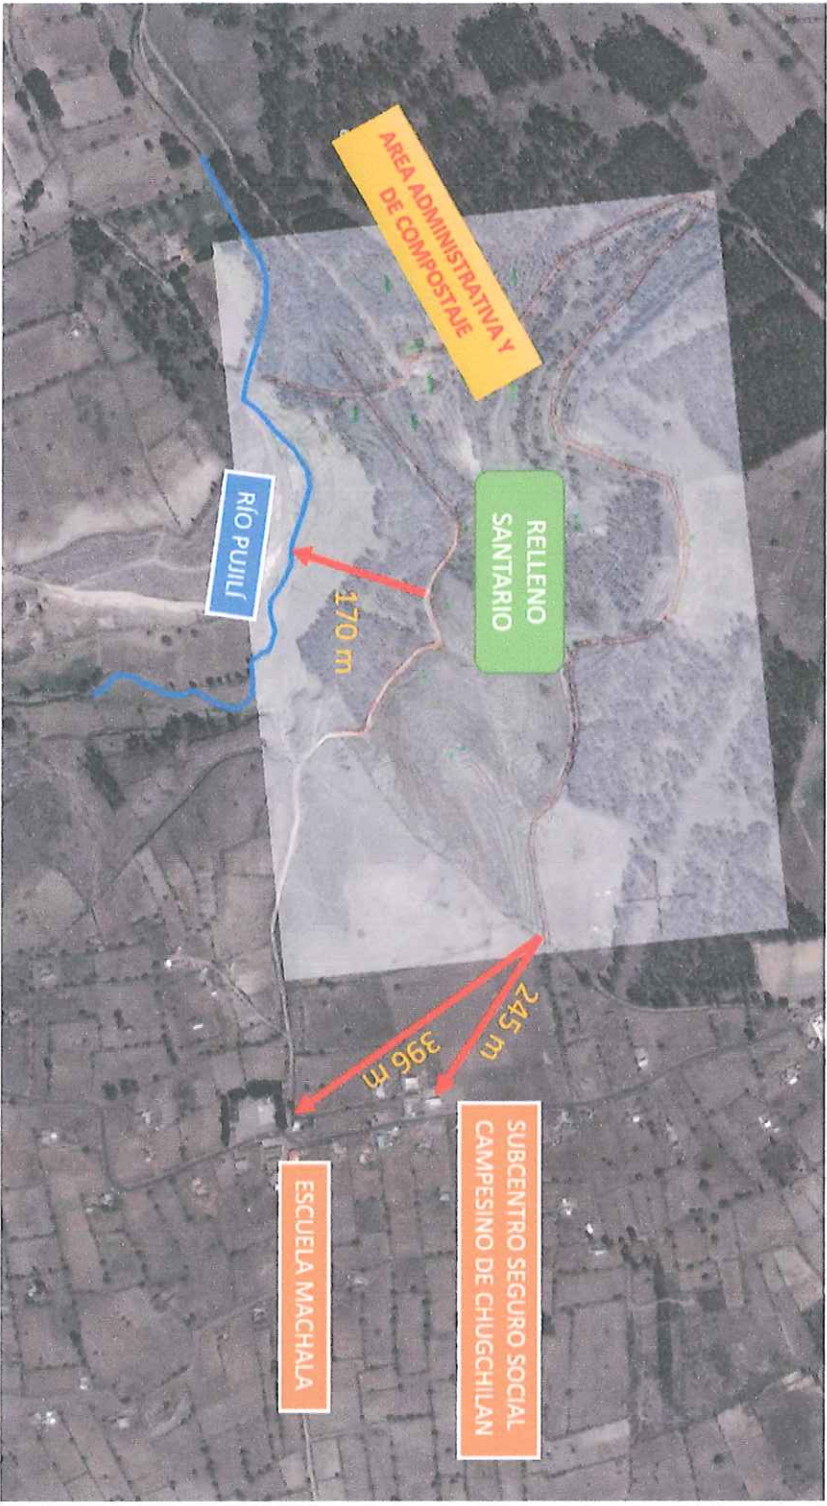 AREA ADMINISTRATIVA Y
DE COMPOSTAJE
RELLENO
SANTARIO
170 m
RÍO PUJILÍ
245 m
396 m
SUBCENTRO SEGURO SOCIAL
CAMPESINO DE CHUGCHILAN
ESCUELA MACHALA